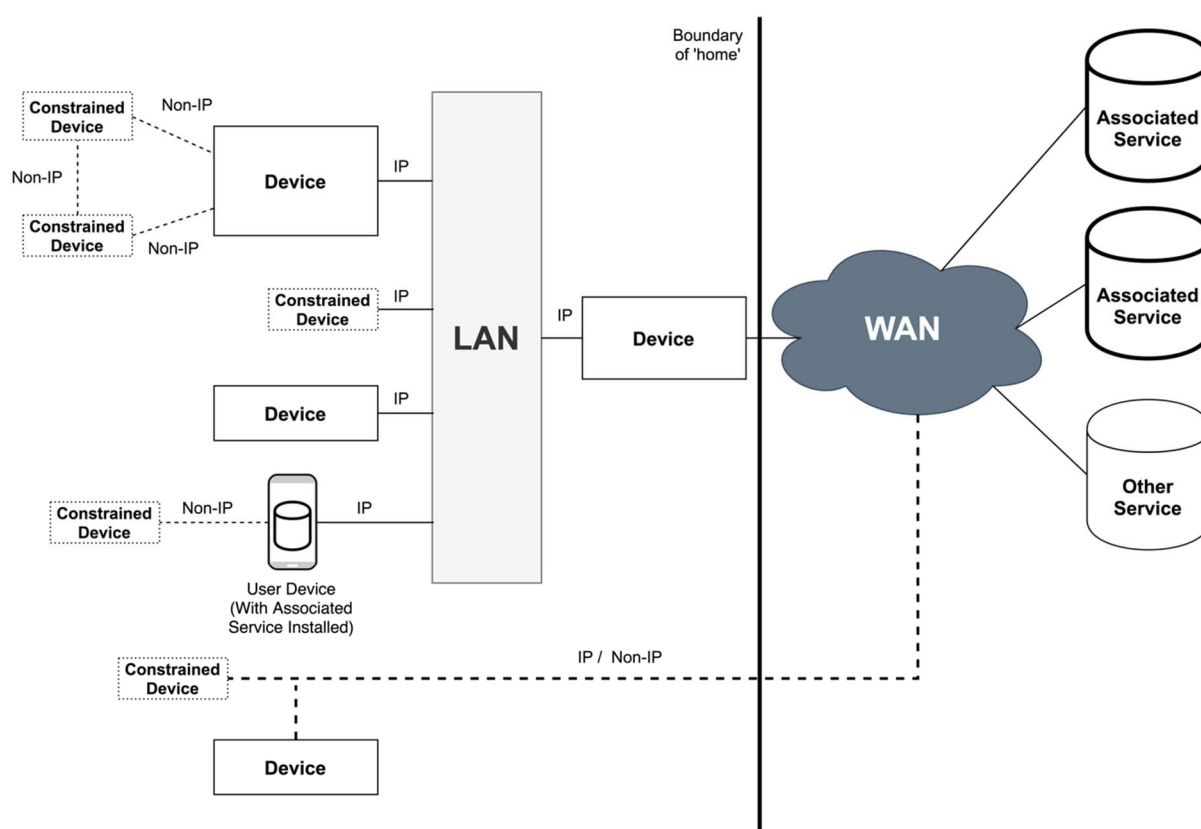 Boundary
of 'home'
Constrained
Device
Non-IP
Non-IP
Constrained
Device
Non-IP
Device
IP
Constrained
Device
IP
Device
IP
Constrained
Device
Non-IP
IP
User Device
(With Associated
Service Installed)
LAN
IP
Device
WAN
Associated
Service
Associated
Service
Other
Service
Constrained
Device
IP / Non-IP
Device